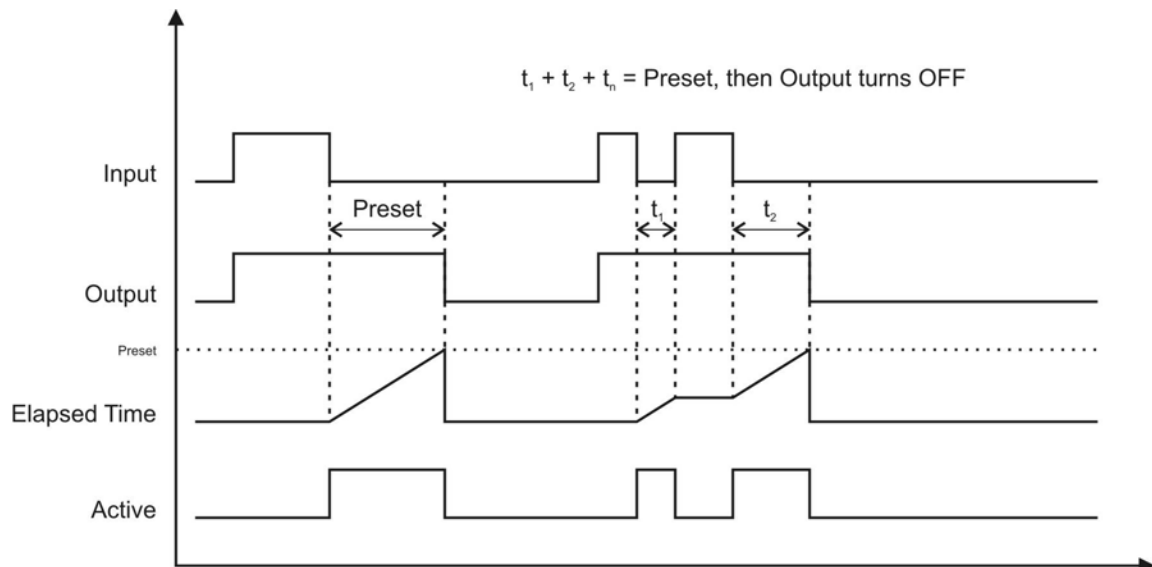 t₁ + t₂ + tₙ = Preset, then Output turns OFF
Input
Preset
t₁
t₂
Output
Preset
Elapsed Time
Active